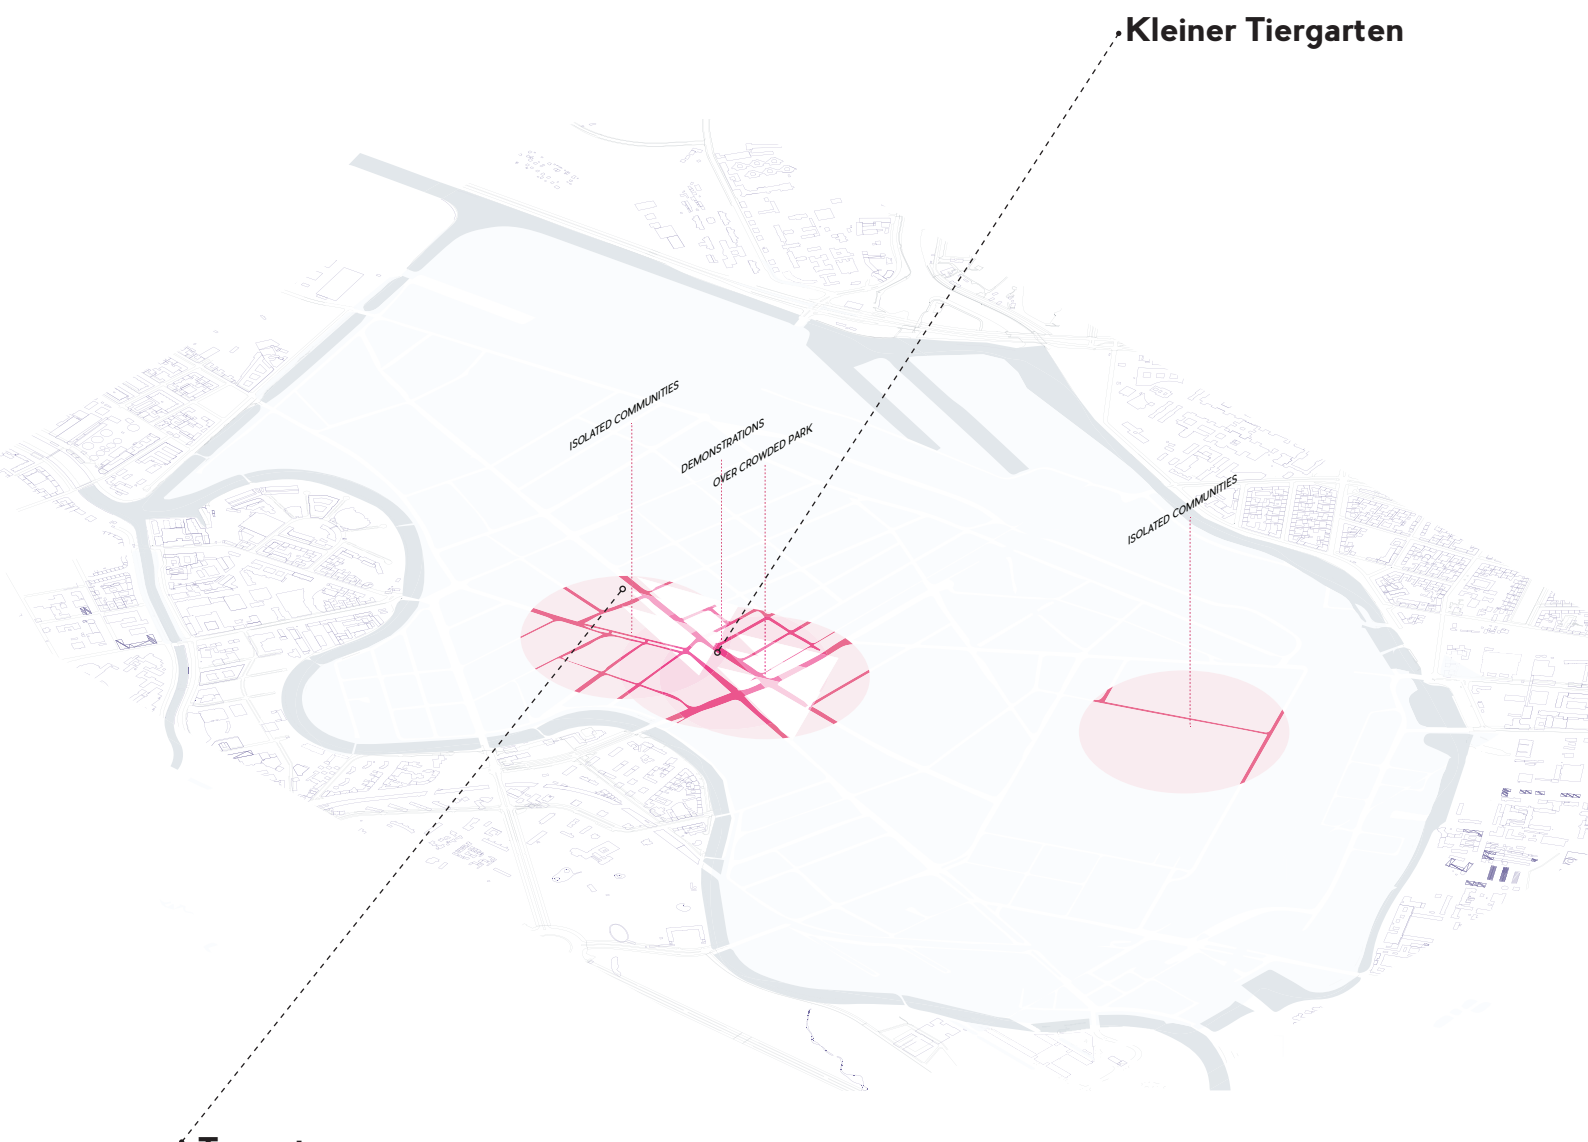 Kleiner Tiergarten
ISOLATED COMMUNITIES
DEMONSTRATIONS
OVER CROWDED PARK
ISOLATED COMMUNITIES